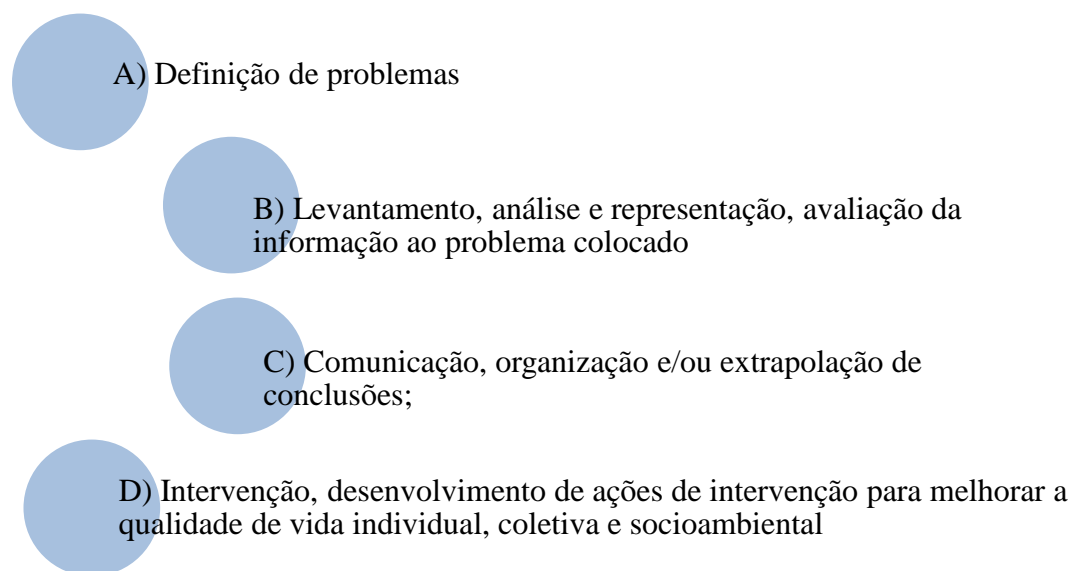 A) Definição de problemas
B) Levantamento, análise e representação, avaliação da
informação ao problema colocado
C) Comunicação, organização e/ou extrapolação de
conclusões;
D) Intervenção, desenvolvimento de ações de intervenção para melhorar a
qualidade de vida individual, coletiva e socioambiental